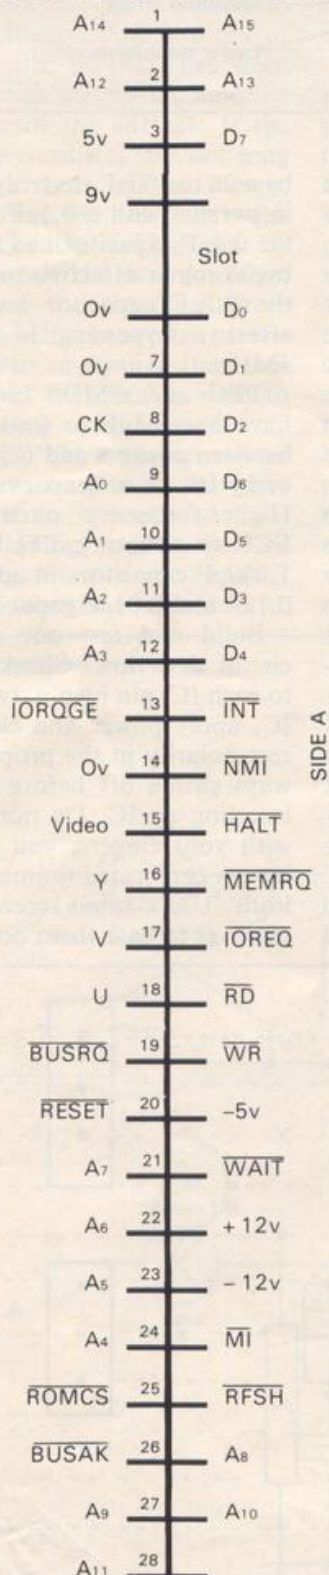 A14 1 A15
A12 2 A13
5v 3 D7
9v
Slot
0v D0
0v 7 D1
CK 8 D2
A0 9 D6
A1 10 D5
A2 11 D3
A3 12 D4
IORQGE 13 INT
0v 14 NMI
Video 15 HALT
Y 16 MEMRQ
V 17 IOREQ
U 18 RD
BUSRQ 19 WR
RESET 20 -5v
A7 21 WAIT
A6 22 +12v
A5 23 -12v
A4 24 MI
ROMCS 25 RFSH
BUSAK 26 A8
A9 27 A10
A11 28
SIDE A